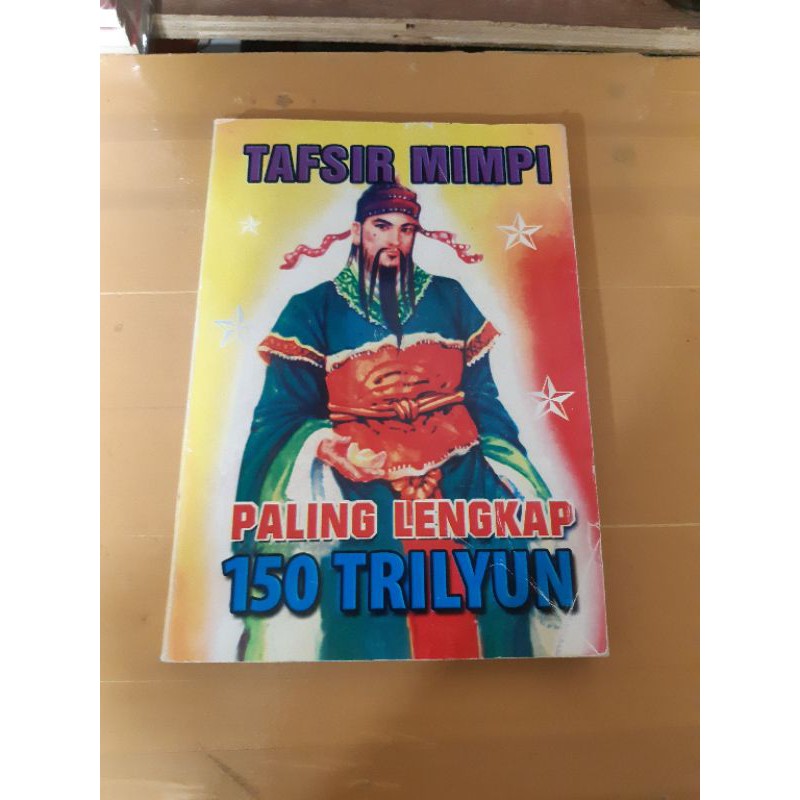 TAFSIR MIMPI
PALING LENGKAP
150 TRILYUN